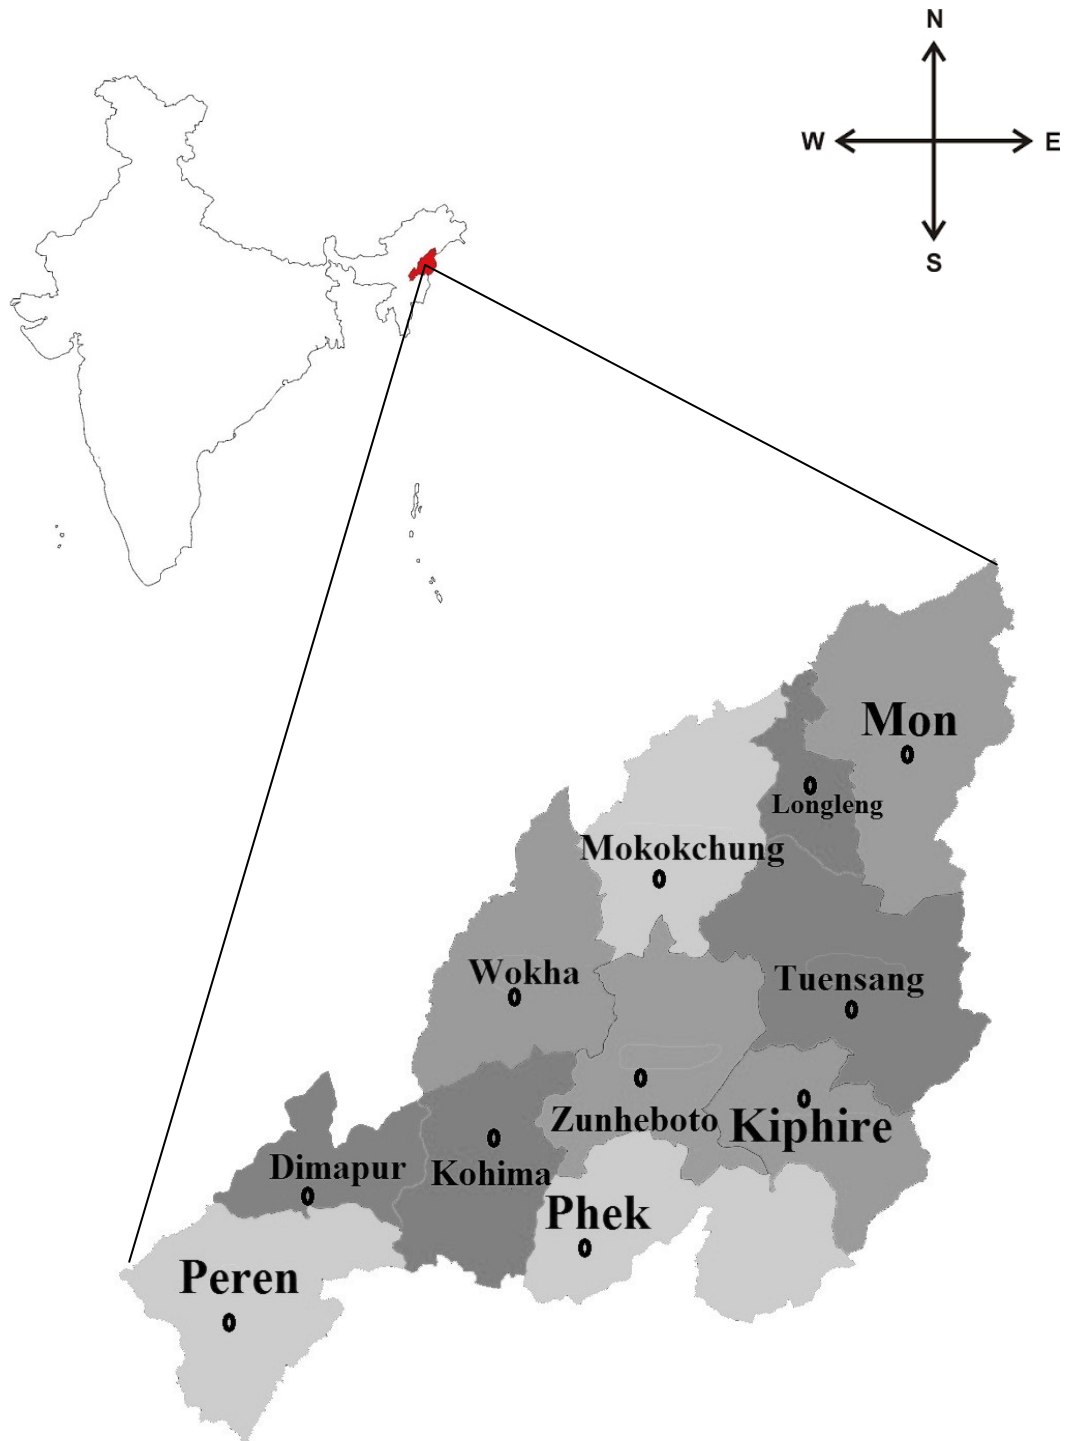 N
W
E
S
Mon
Longleng
Mokokchung
Wokha
Tuensang
Zunheboto
Kiphire
Dimapur
Kohima
Phek
Peren